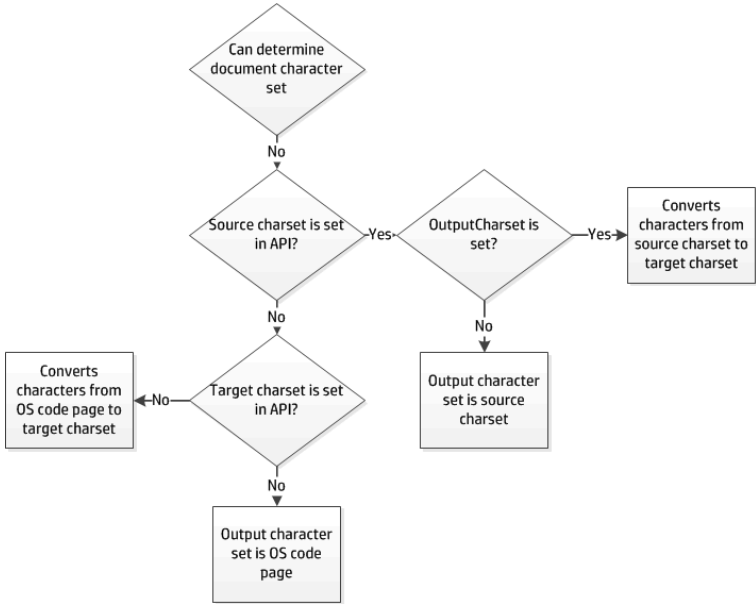 Can determine
document character
set
No
Source charset is set
in API?
Yes
OutputCharset is
set?
Yes
Converts
characters from
source charset to
target charset
No
No
Converts
characters from
OS code page to
target charset
No
Target charset is set
in API?
Output character
set is source
charset
No
Output character
set is OS code
page